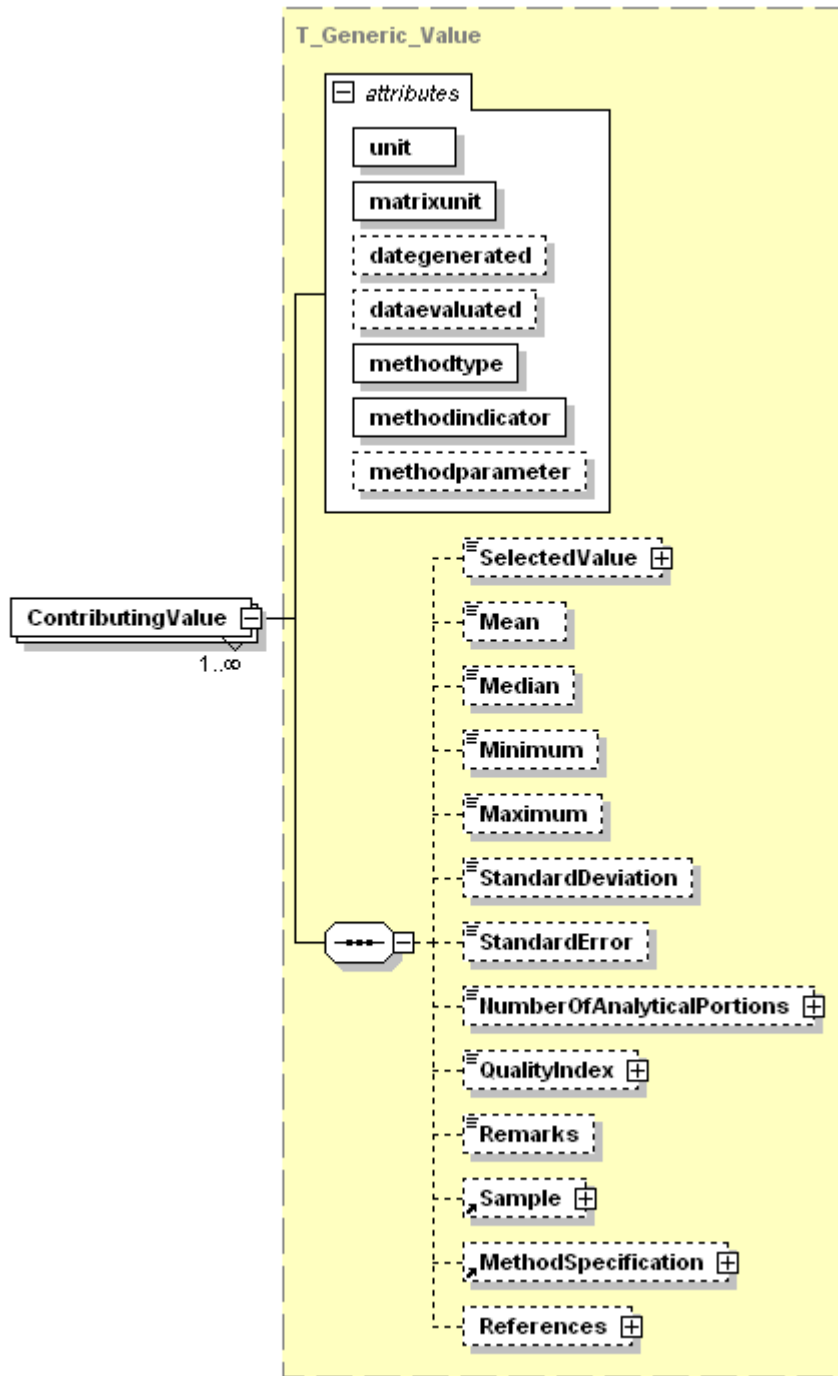 T_Generic_Value
attributes
unit
matrixunit
dategenerated
dataevaluated
methodtype
methodindicator
methodparameter
SelectedValue
ContributingValue
1..∞
Mean
Median
Minimum
Maximum
StandardDeviation
StandardError
NumberOfAnalyticalPortions
QualityIndex
Remarks
Sample
MethodSpecification
References